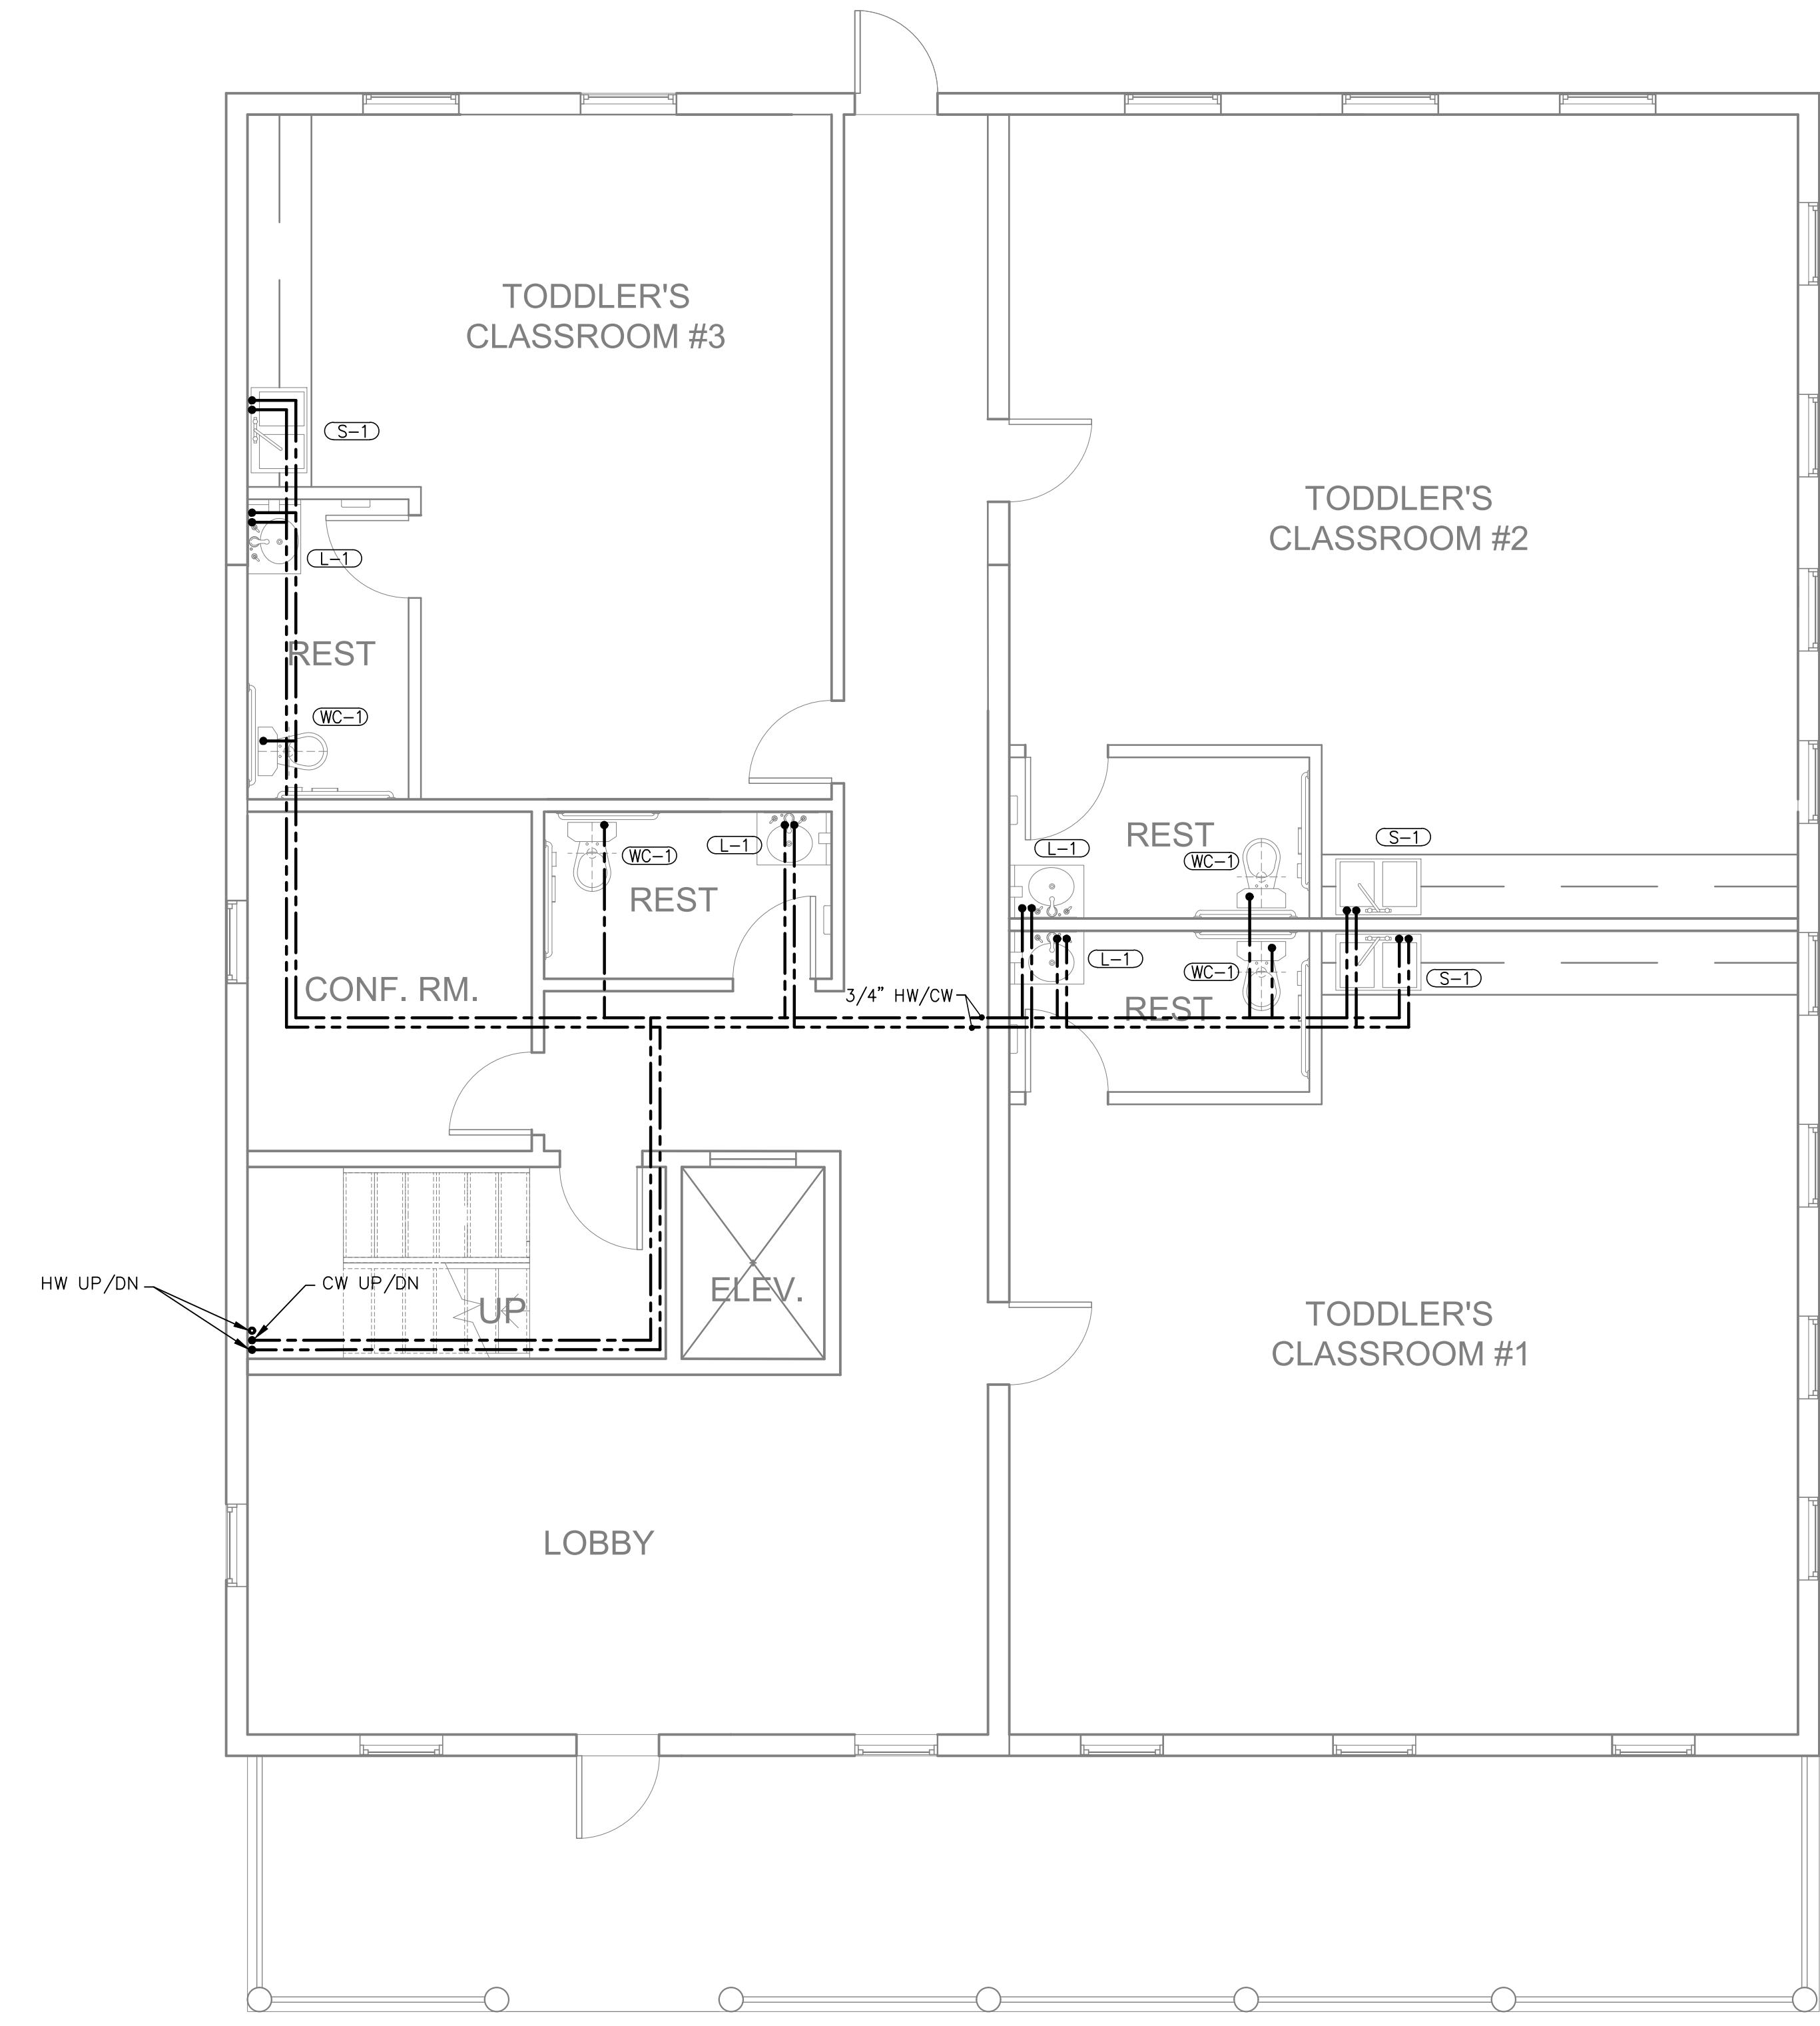 TODDLER'S
CLASSROOM #3
S-1
TODDLER'S
CLASSROOM #2
L-1
REST
WC-1
WC-1
L-1
REST
L-1
REST
WC-1
S-1
L-1
WC-1
REST
S-1
CONF. RM.
3/4" HW/CW
HW UP/DN
CW UP/DN
UP
ELEV.
TODDLER'S
CLASSROOM #1
LOBBY